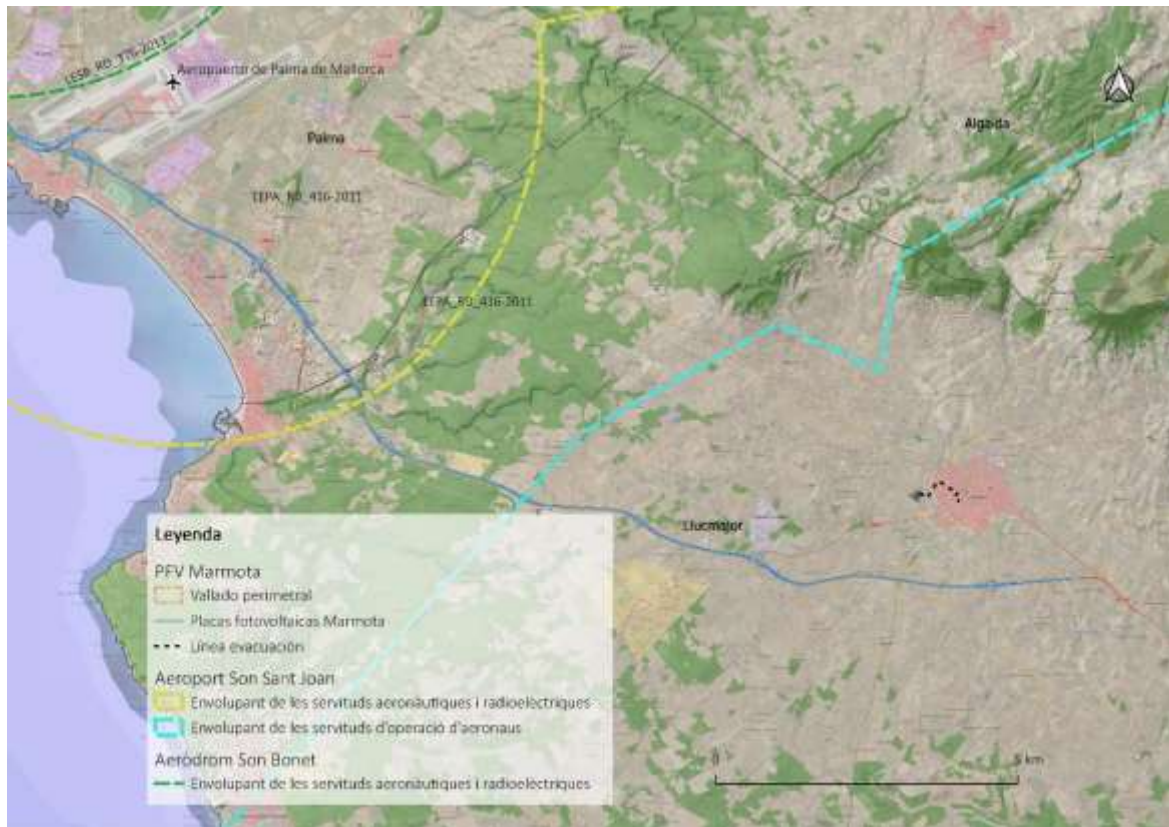 LESB_RD_776-2011
Aeropuerto de Palma de Mallorca
Palma
Algaida
LEPA_RD_416-2011
LEPA_RD_416-2011
Llucmajor
Leyenda
PFV Marmota
Vallado perimetral
Placas fotovoltaicas Marmota
Línea evacuación
Aeroport Son Sant Joan
Envolupant de les servituds aeronàutiques i radioelèctriques
Envolupant de les servituds d'operació d'aeronaus
Aeròdrom Son Bonet
Envolupant de les servituds aeronàutiques i radioelèctriques
0
5 km